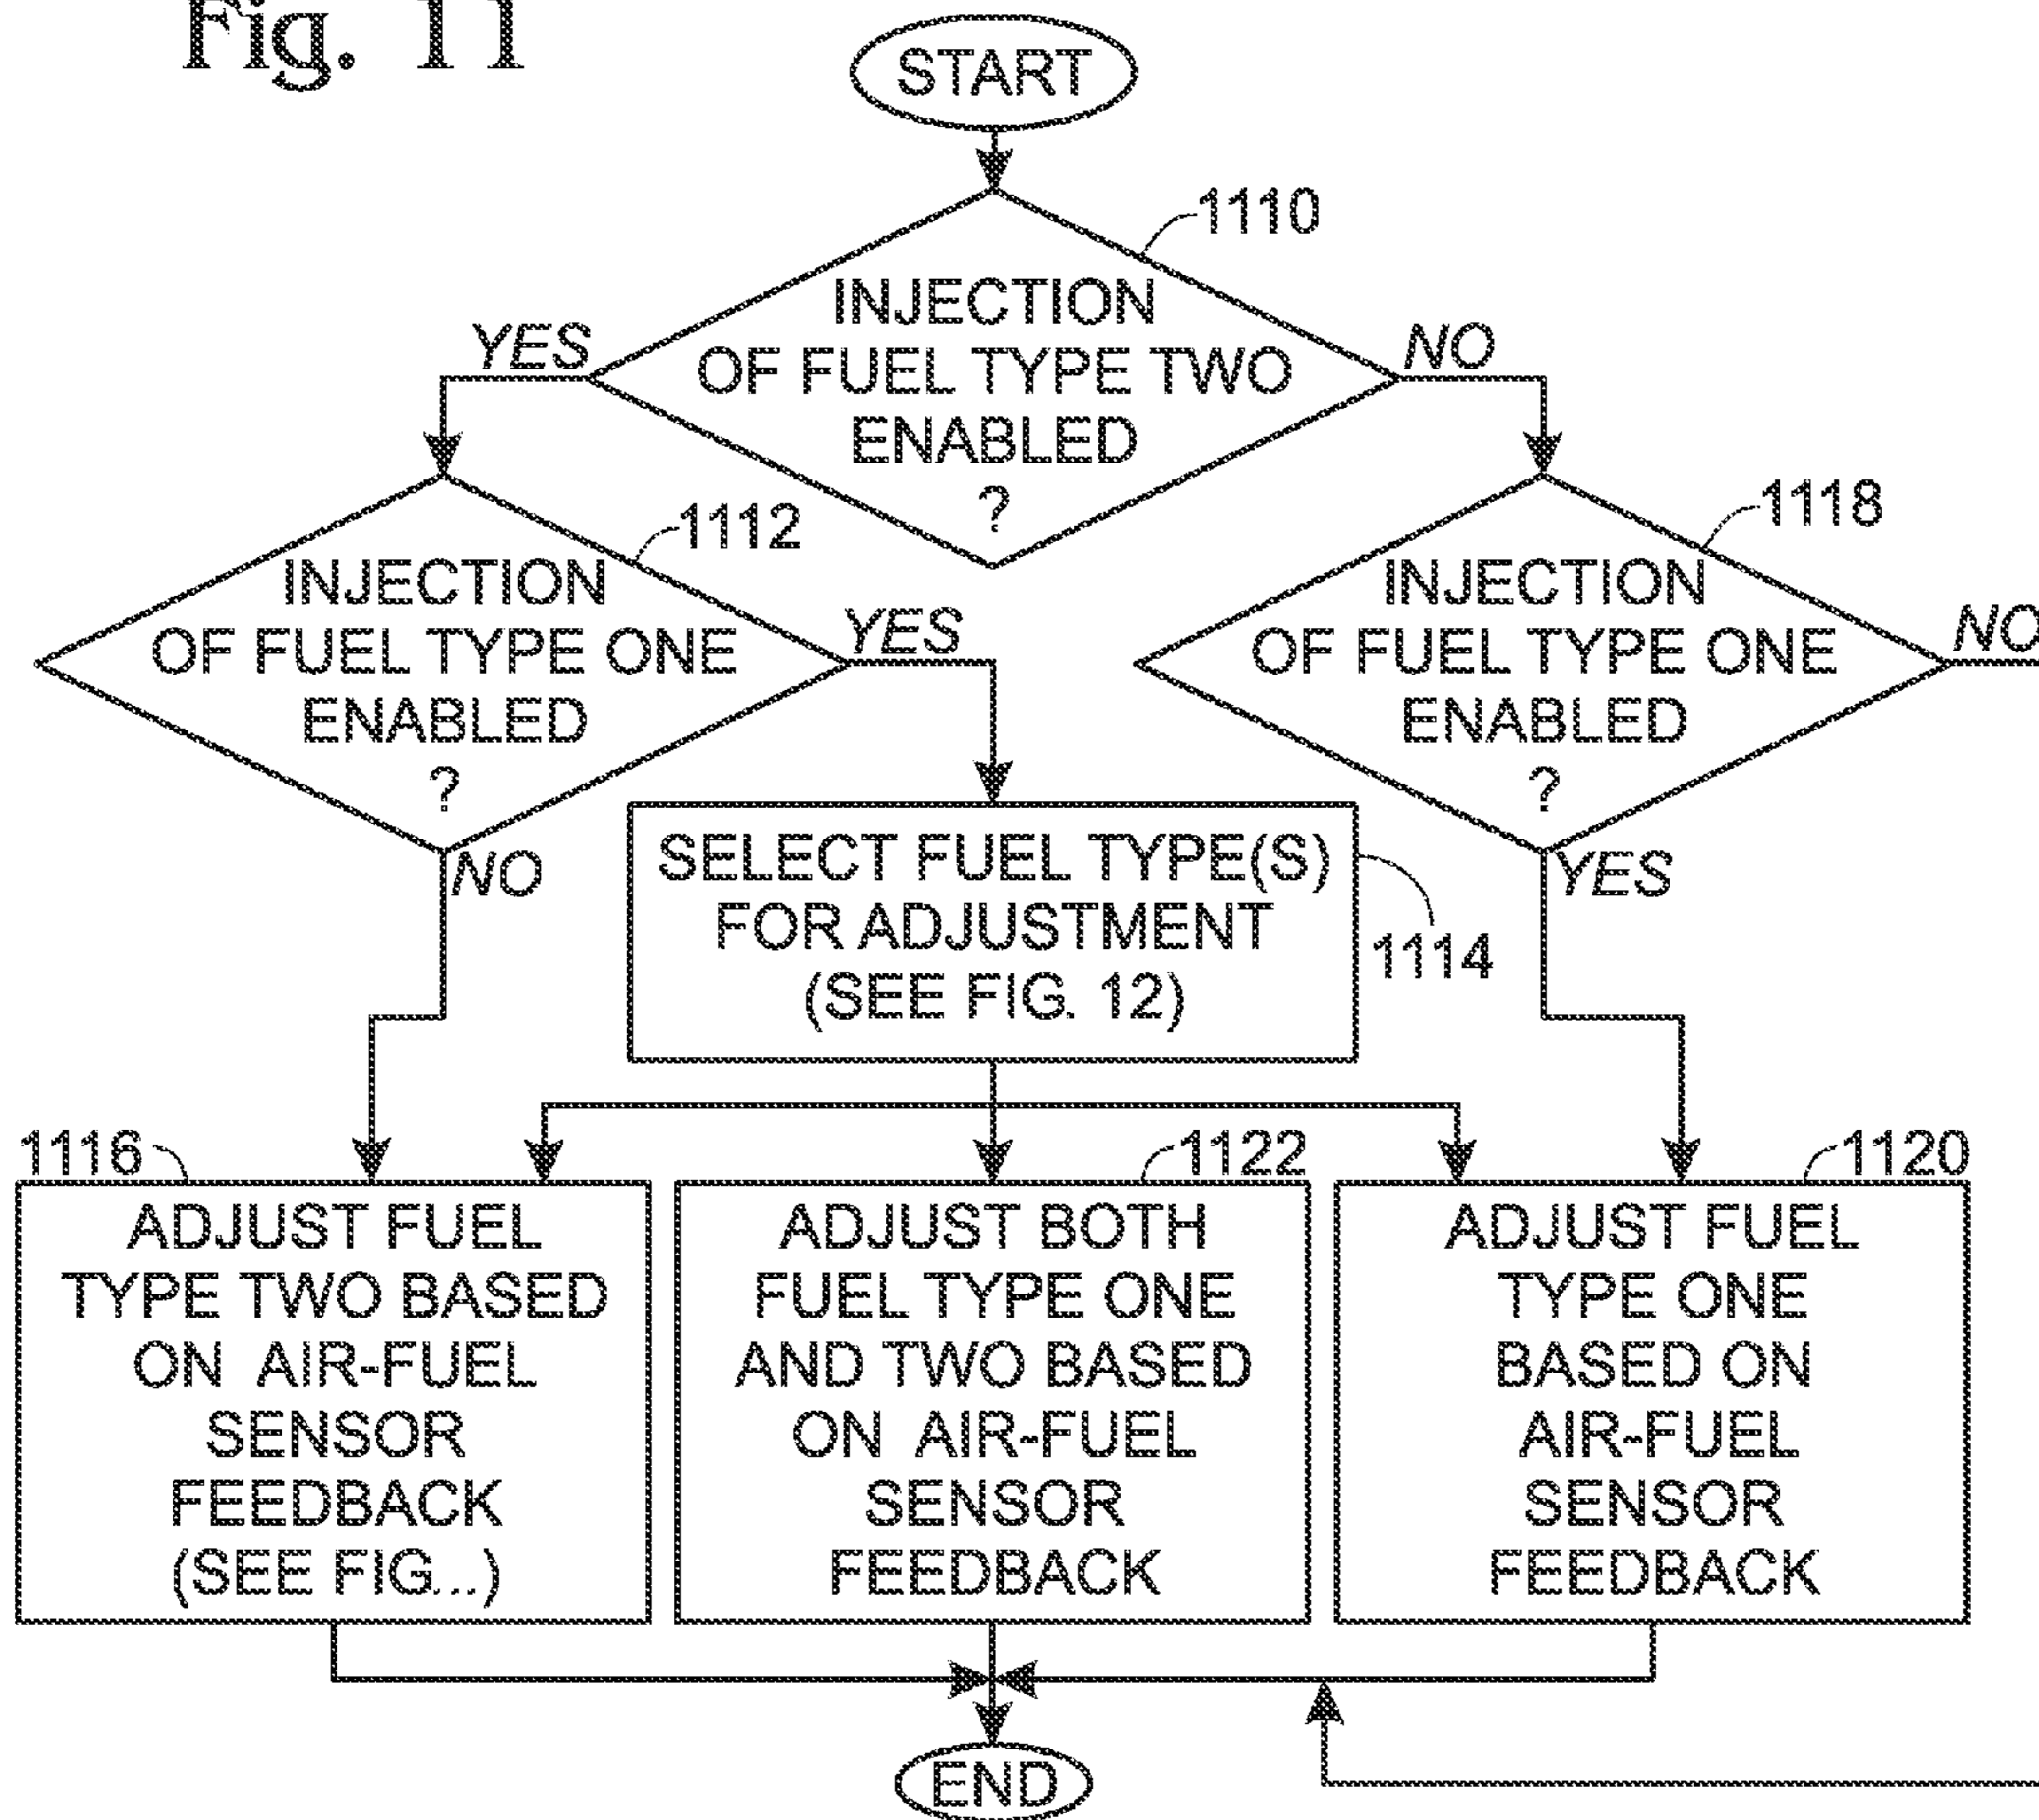 Fig. 11
START
1110
INJECTION
OF FUEL TYPE TWO
ENABLED
?
YES
NO
1112
INJECTION
OF FUEL TYPE ONE
ENABLED
?
YES
NO
1118
INJECTION
OF FUEL TYPE ONE
ENABLED
?
NO
YES
SELECT FUEL TYPE(S)
FOR ADJUSTMENT
(SEE FIG. 12)
1114
1116
ADJUST FUEL
TYPE TWO BASED
ON AIR-FUEL
SENSOR
FEEDBACK
(SEE FIG...)
1122
ADJUST BOTH
FUEL TYPE ONE
AND TWO BASED
ON AIR-FUEL
SENSOR
FEEDBACK
1120
ADJUST FUEL
TYPE ONE
BASED ON
AIR-FUEL
SENSOR
FEEDBACK
END